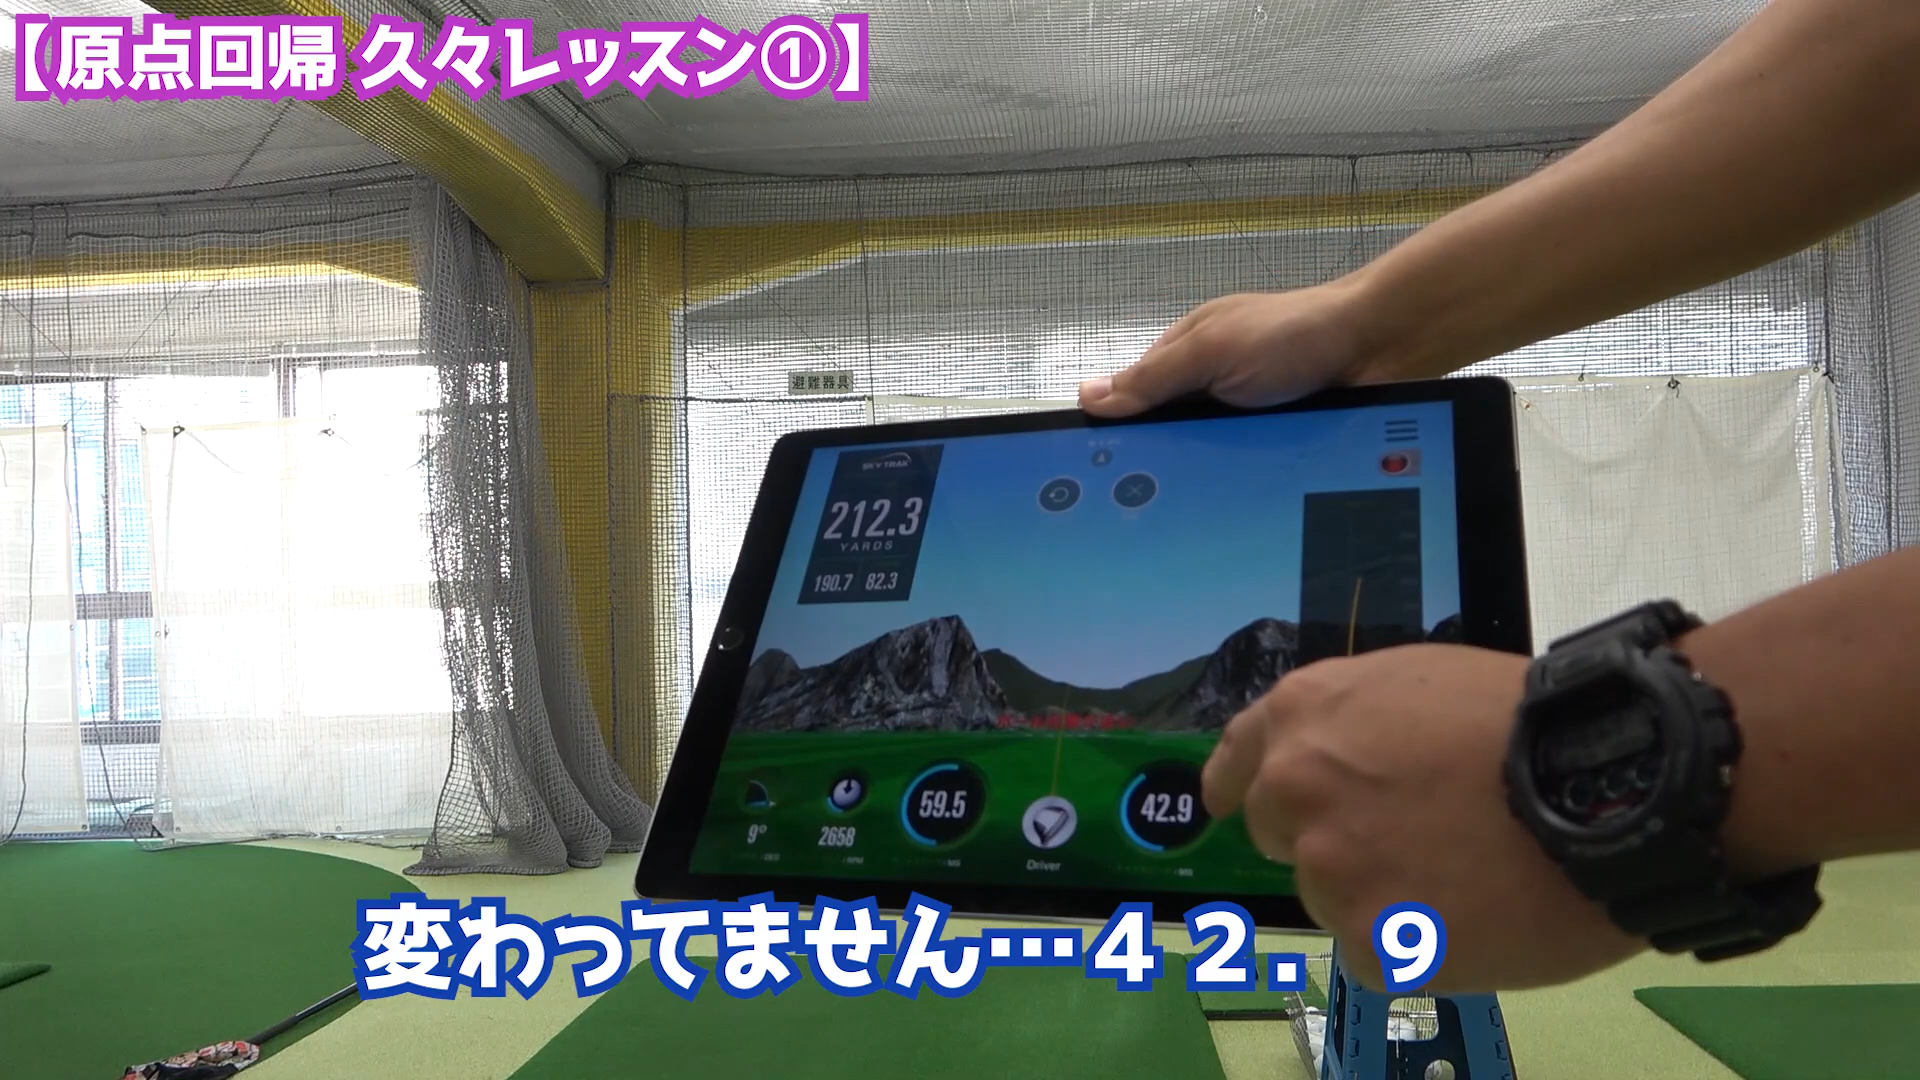 【原点回帰 久々レッスン①】
避難器具
SKYTRAK
212.3
YARDS
190.7 82.3
9°
2658
59.5
42.9
Driver
変わってません…４２．９